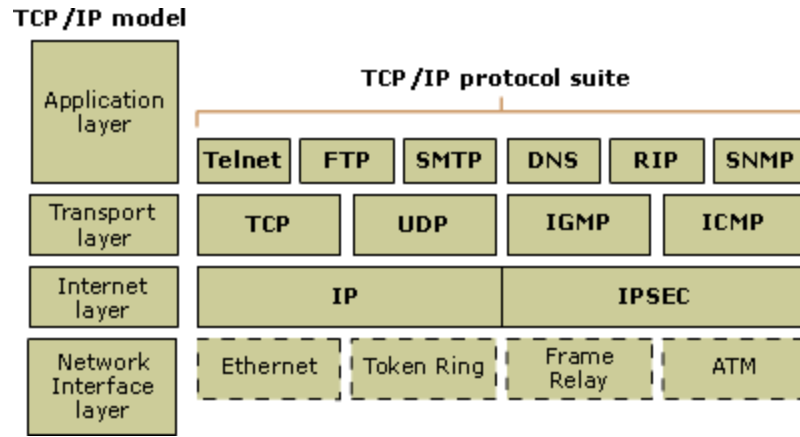 TCP/IP model
TCP/IP protocol suite
Application
layer
Telnet FTP SMTP DNS RIP SNMP
Transport
layer
TCP UDP IGMP ICMP
Internet
layer
IP IPSEC
Network
Interface
layer
Ethernet Token Ring Frame
Relay ATM